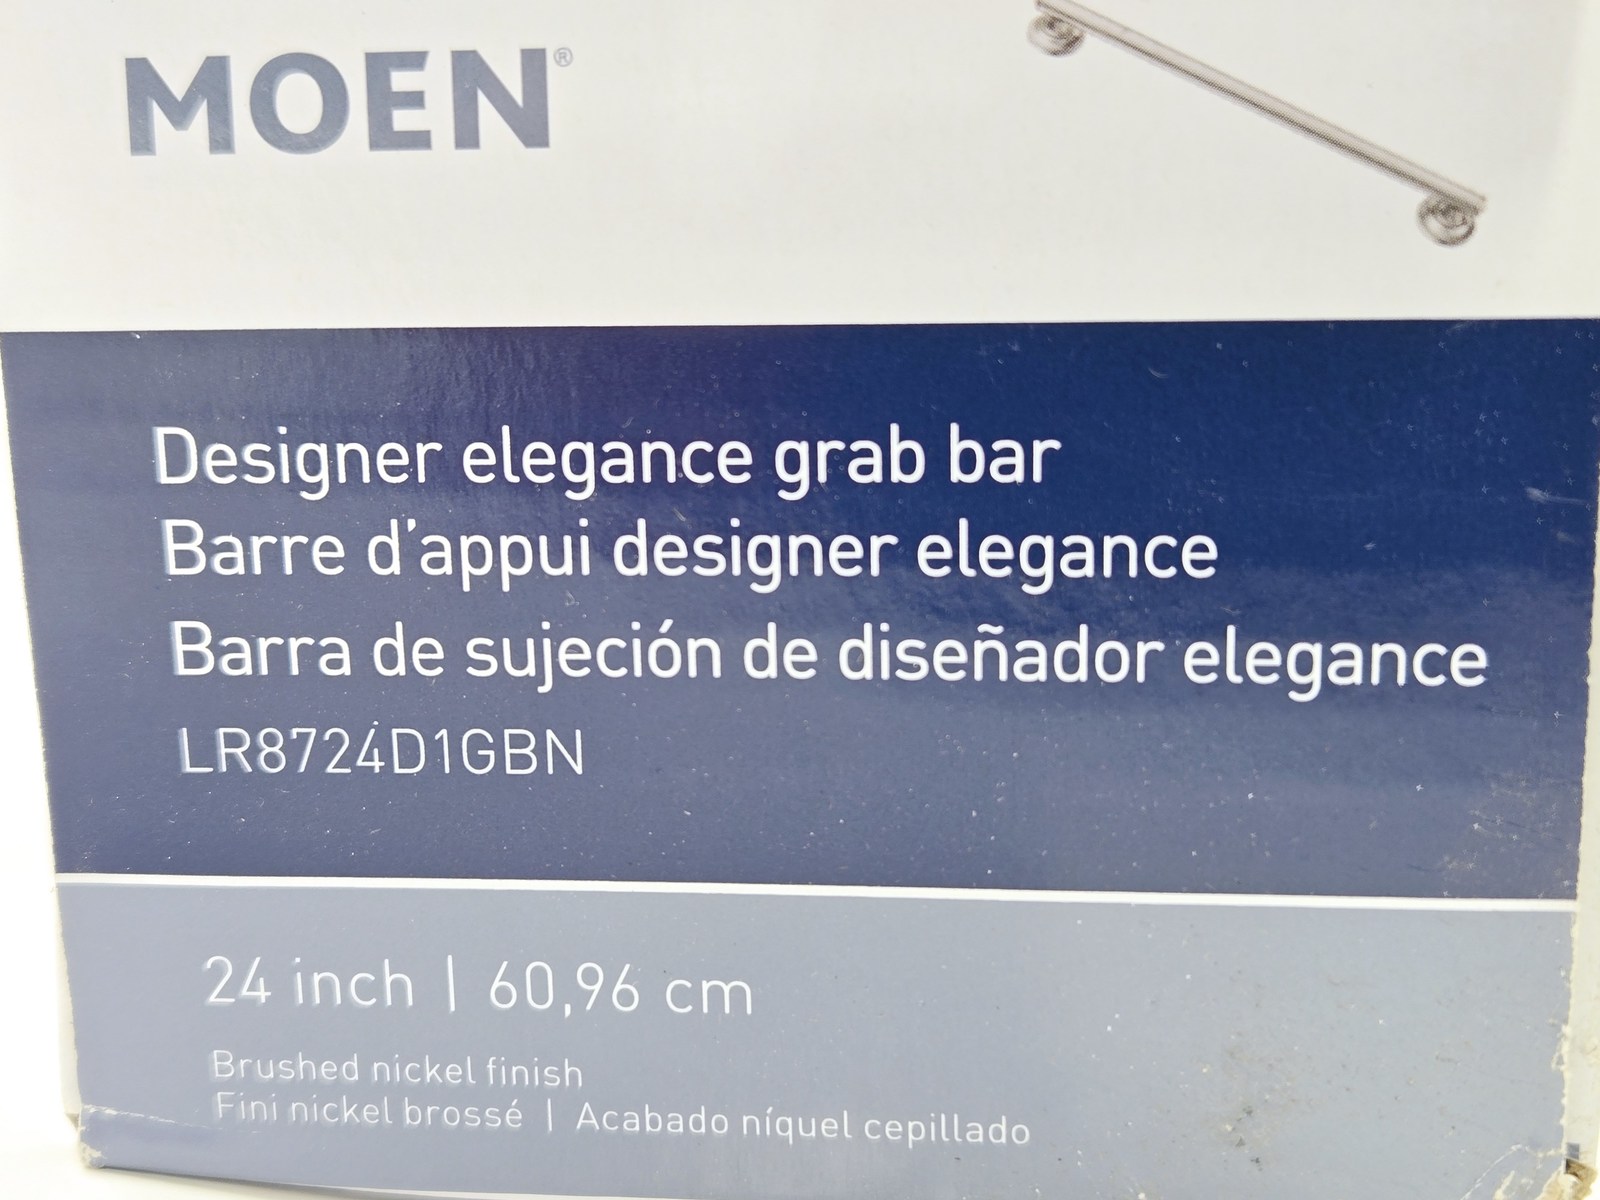 MOEN®
Designer elegance grab bar
Barre d'appui designer elegance
Barra de sujeción de diseñador elegance
LR8724D1GBN
24 inch | 60,96 cm
Brushed nickel finish
Fini nickel brossé | Acabado níquel cepillado